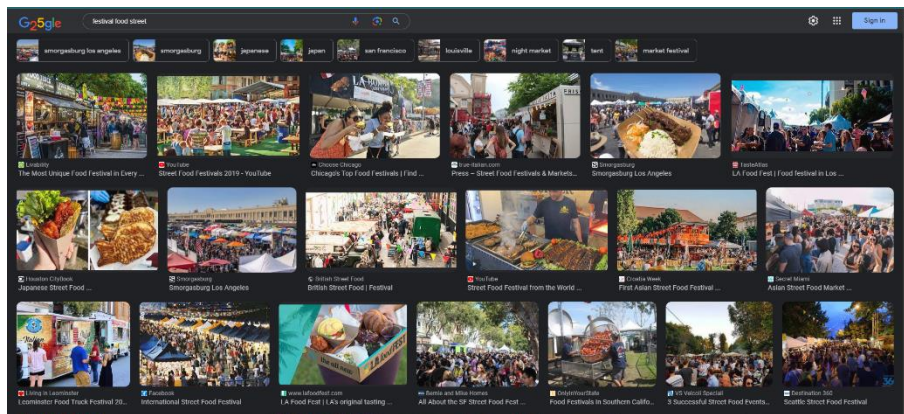 G25gle
festival food street
Sign in
smorgasburg los angeles
smorgasburg
japanese
japan
san francisco
louisville
night market
tent
market festival
Livability
The Most Unique Food Festival in Every ...
YouTube
Street Food Festivals 2019 - YouTube
Choose Chicago
Chicago's Top Food Festivals | Find ...
true-italian.com
Press – Street Food Festivals & Markets...
Smorgasburg
Smorgasburg Los Angeles
TasteAtlas
LA Food Fest | Food festival in Los ...
Houston CityBook
Japanese Street Food ...
Smorgasburg
Smorgasburg Los Angeles
British Street Food
British Street Food | Festival
YouTube
Street Food Festival from the World ...
Croatia Week
First Asian Street Food Festival ...
Secret Miami
Asian Street Food Market ...
Living in Leominster
Leominster Food Truck Festival 20...
Facebook
International Street Food Festival
www.lafoodfest.com
LA Food Fest | LA's original tasting ...
Bernie and Mike Homes
All About the SF Street Food Fest ...
OnlyInYourState
Food Festivals In Southern Califo...
VS Velicit Special
3 Successful Street Food Events...
Destination 360
Seattle Street Food Festival